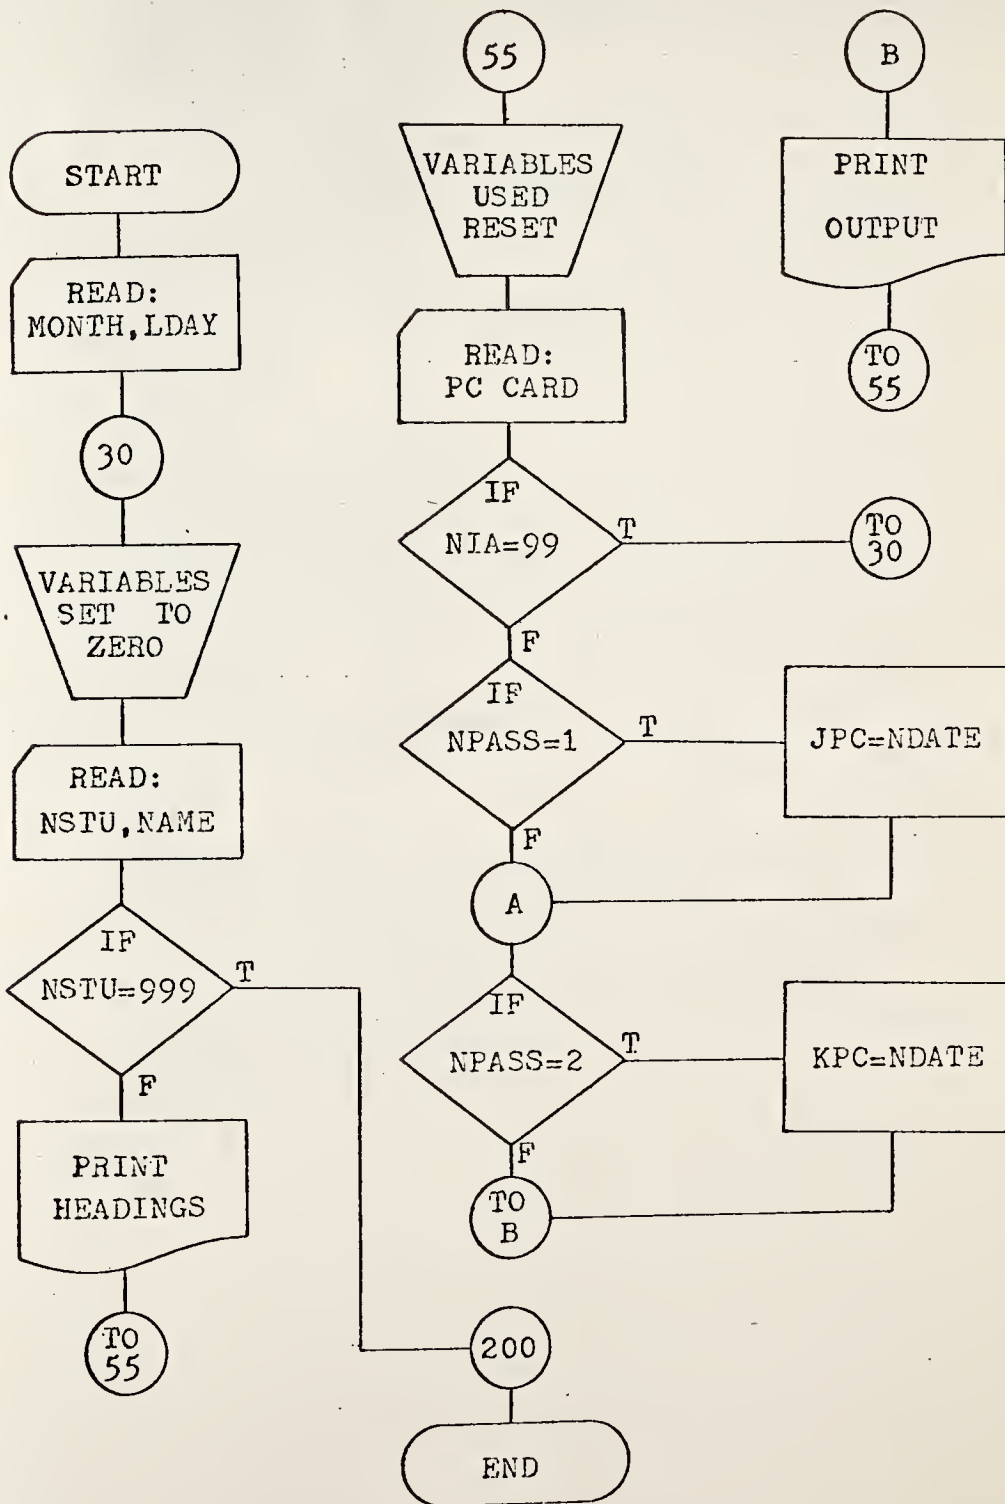 START
READ:
MONTH,LDAY
30
VARIABLES
SET TO
ZERO
READ:
NSTU,NAME
IF
NSTU=999
T
F
PRINT
HEADINGS
TO
55
55
VARIABLES
USED
RESET
READ:
PC CARD
IF
NIA=99
T
TO
30
F
IF
NPASS=1
T
JPC=NDATE
F
A
IF
NPASS=2
T
KPC=NDATE
F
TO
B
200
END
B
PRINT
OUTPUT
TO
55